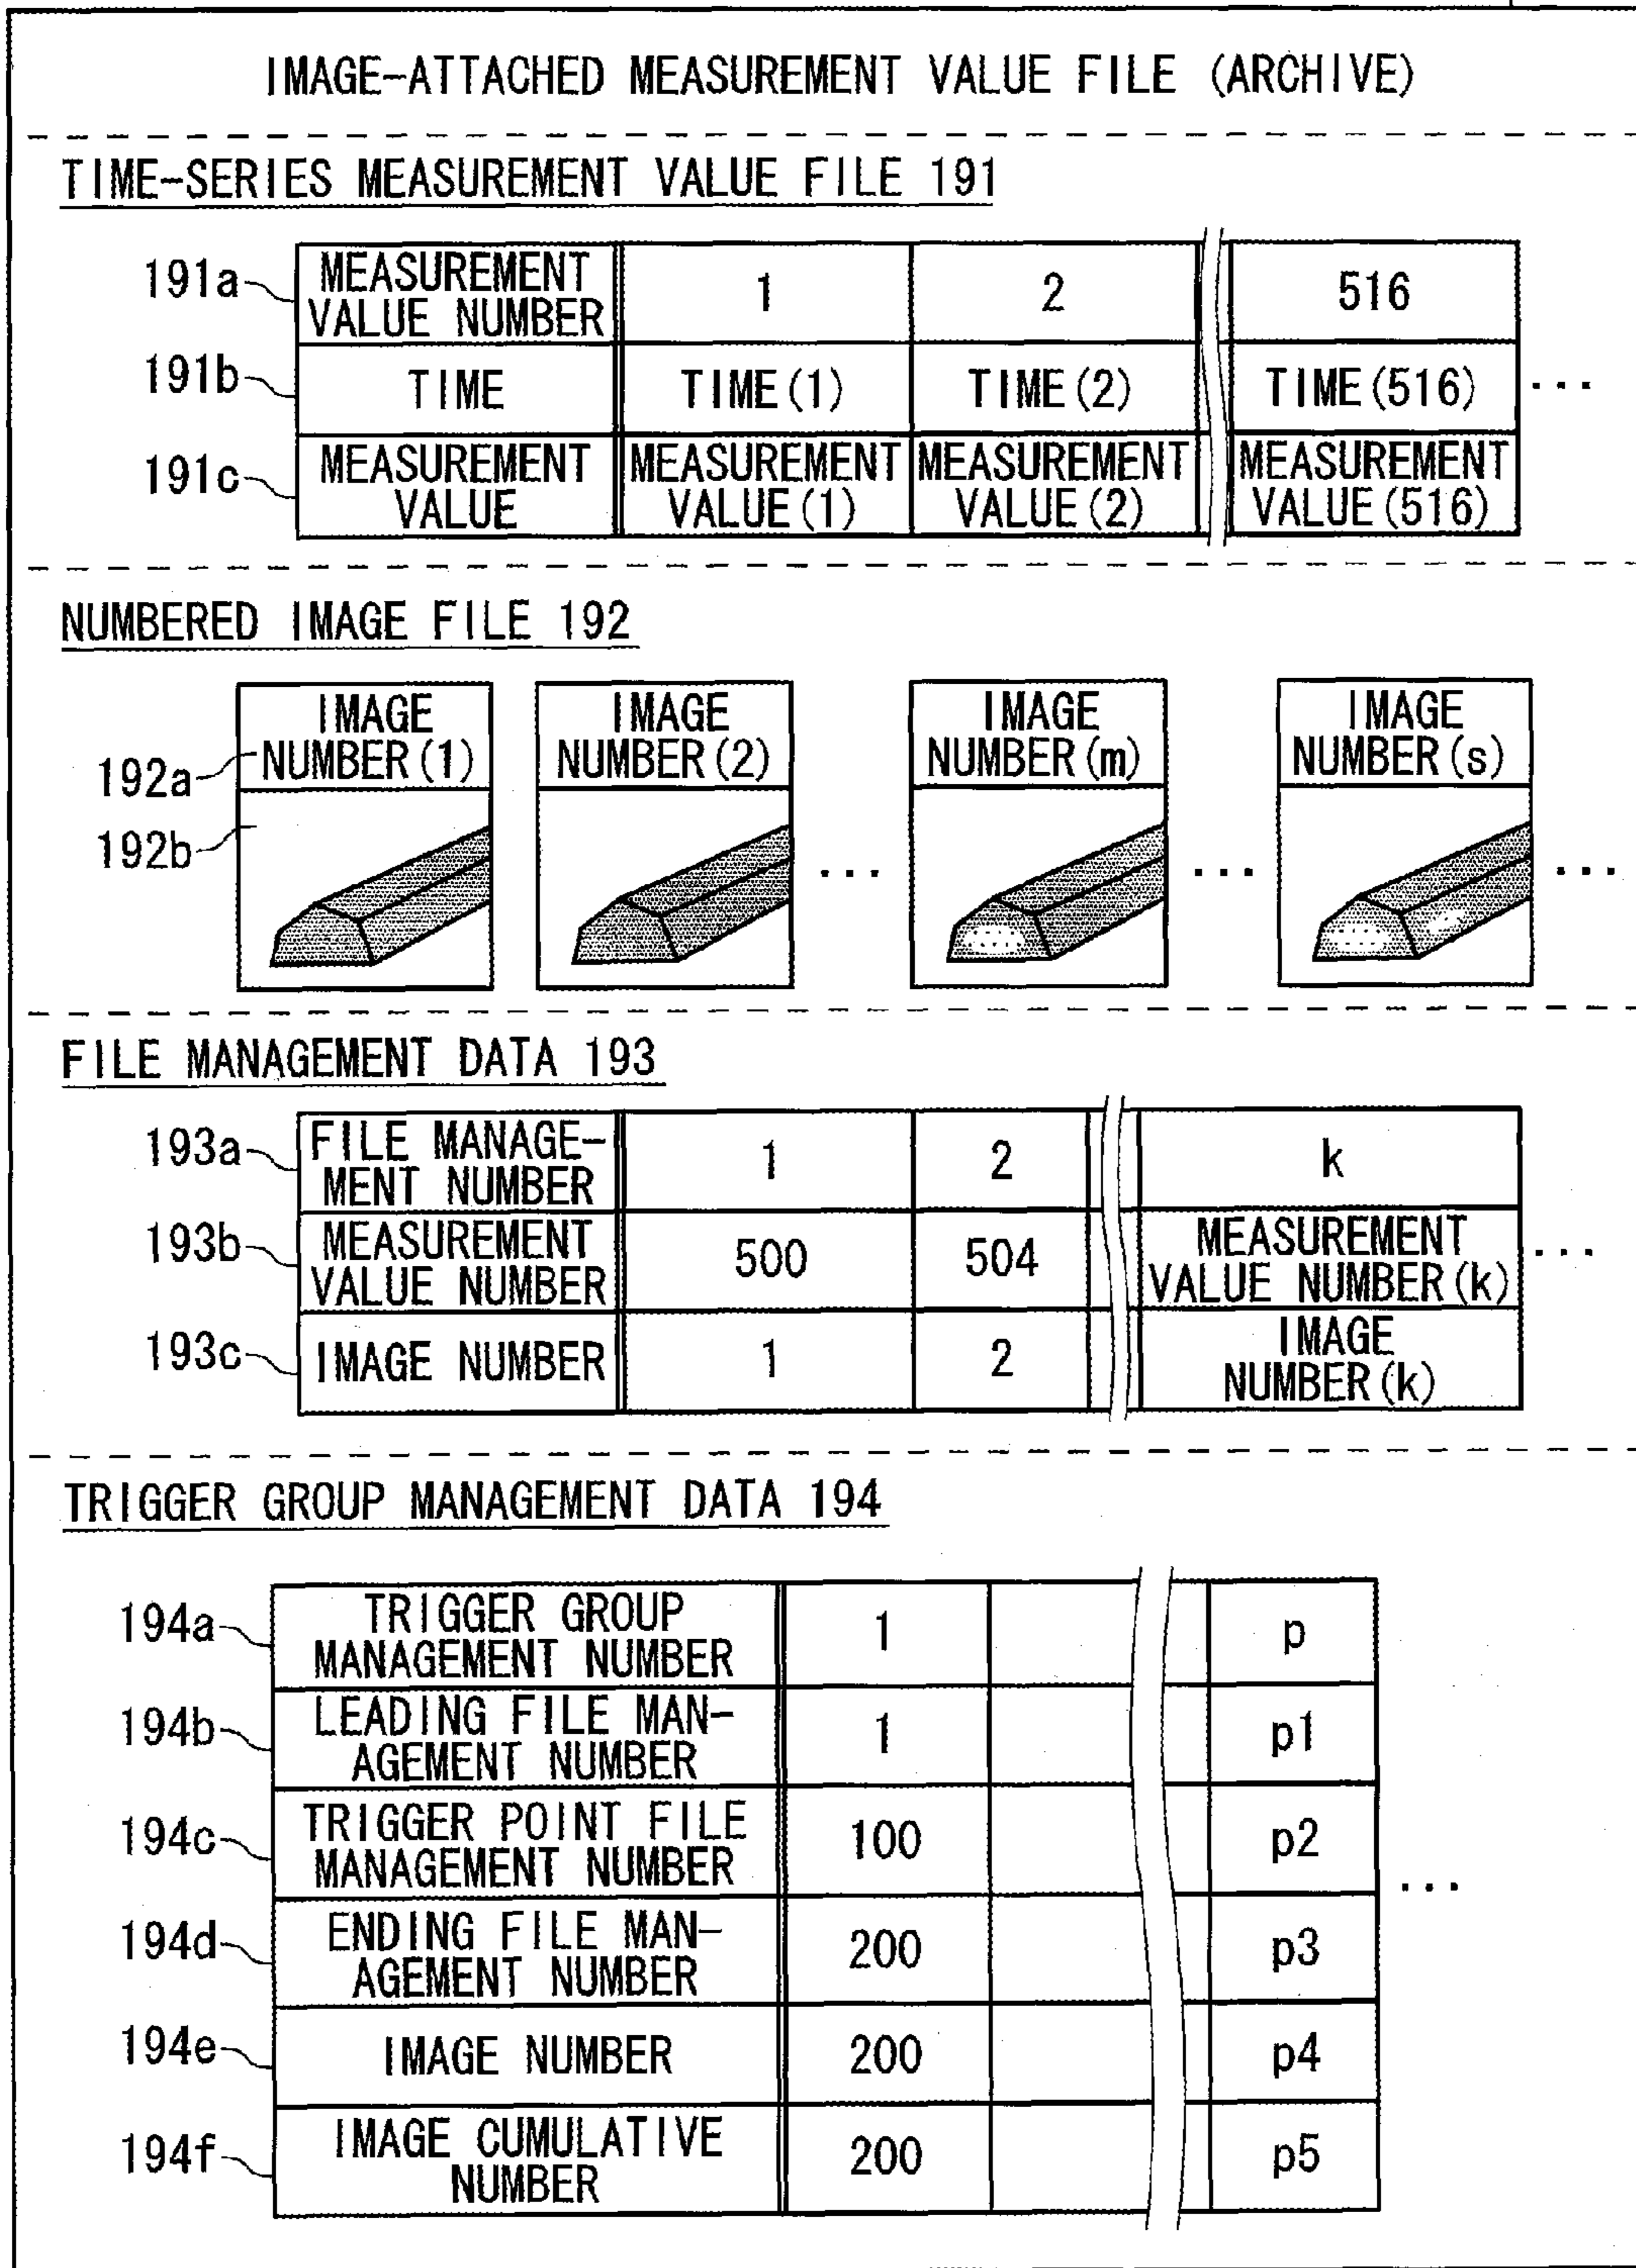 IMAGE-ATTACHED MEASUREMENT VALUE FILE (ARCHIVE)
TIME-SERIES MEASUREMENT VALUE FILE 191
191a MEASUREMENT VALUE NUMBER 1 2 516
191b TIME TIME(1) TIME(2) TIME(516) ...
191c MEASUREMENT VALUE MEASUREMENT VALUE(1) MEASUREMENT VALUE(2) MEASUREMENT VALUE(516)
NUMBERED IMAGE FILE 192
IMAGE NUMBER(1) IMAGE NUMBER(2) IMAGE NUMBER(m) IMAGE NUMBER(s)
192a
192b
... ... ...
FILE MANAGEMENT DATA 193
193a FILE MANAGE-MENT NUMBER 1 2 k
193b MEASUREMENT VALUE NUMBER 500 504 MEASUREMENT VALUE NUMBER(k) ...
193c IMAGE NUMBER 1 2 IMAGE NUMBER(k)
TRIGGER GROUP MANAGEMENT DATA 194
194a TRIGGER GROUP MANAGEMENT NUMBER 1 p
194b LEADING FILE MAN-AGEMENT NUMBER 1 p1
194c TRIGGER POINT FILE MANAGEMENT NUMBER 100 p2 ...
194d ENDING FILE MAN-AGEMENT NUMBER 200 p3
194e IMAGE NUMBER 200 p4
194f IMAGE CUMULATIVE NUMBER 200 p5